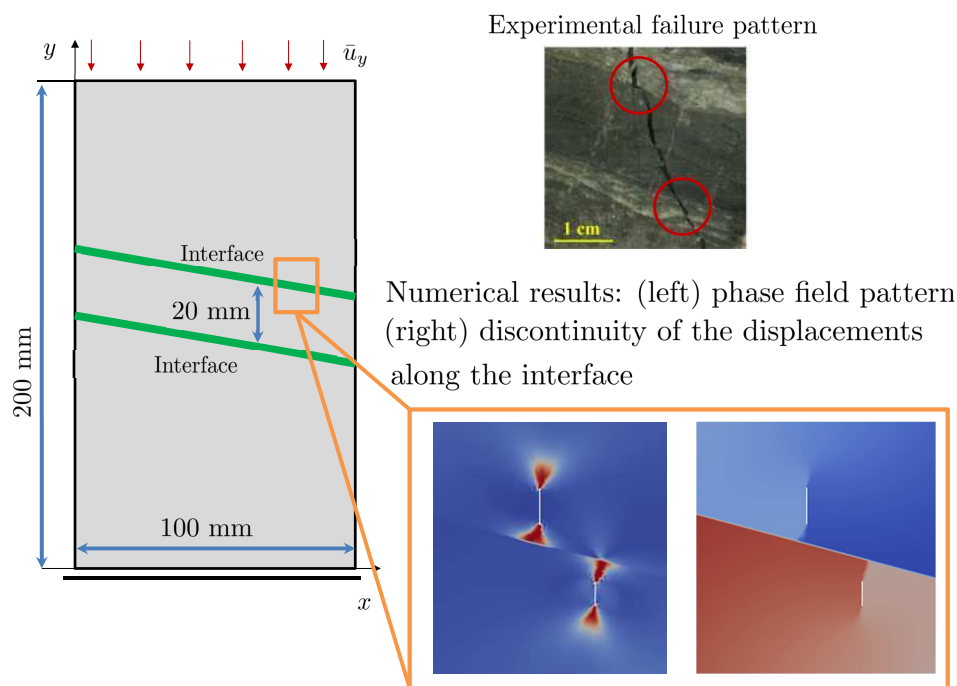 Experimental failure pattern
y
ū_y
1 cm
Interface
20 mm
Interface
200 mm
100 mm
x
Numerical results: (left) phase field pattern
(right) discontinuity of the displacements
along the interface